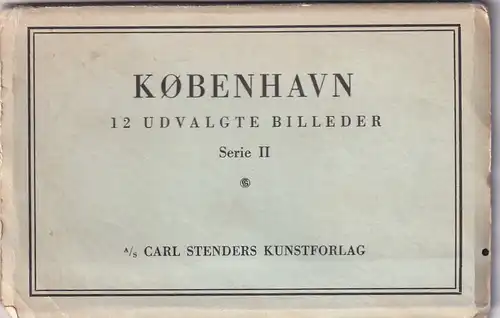 KØBENHAVN
12 UDVALGTE BILLEDER
Serie II
A/s CARL STENDERS KUNSTFORLAG